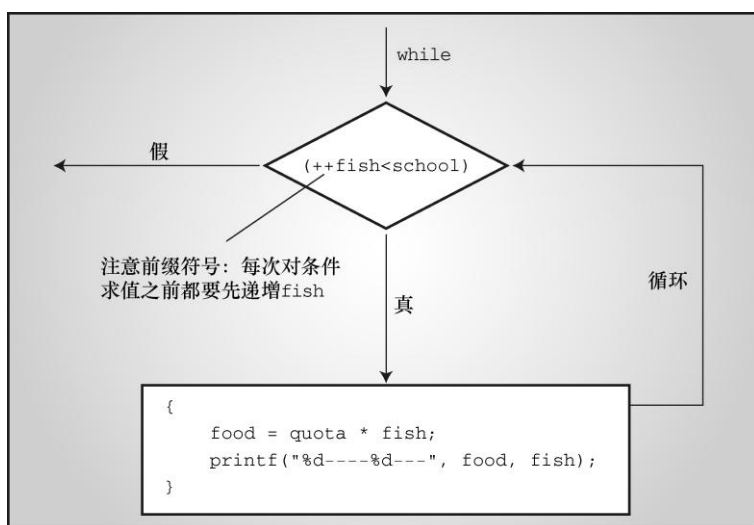 while
假
(++fish<school)
注意前缀符号：每次对条件
求值之前都要先递增fish
真
循环
{
food = quota * fish;
printf("%d----%d---", food, fish);
}